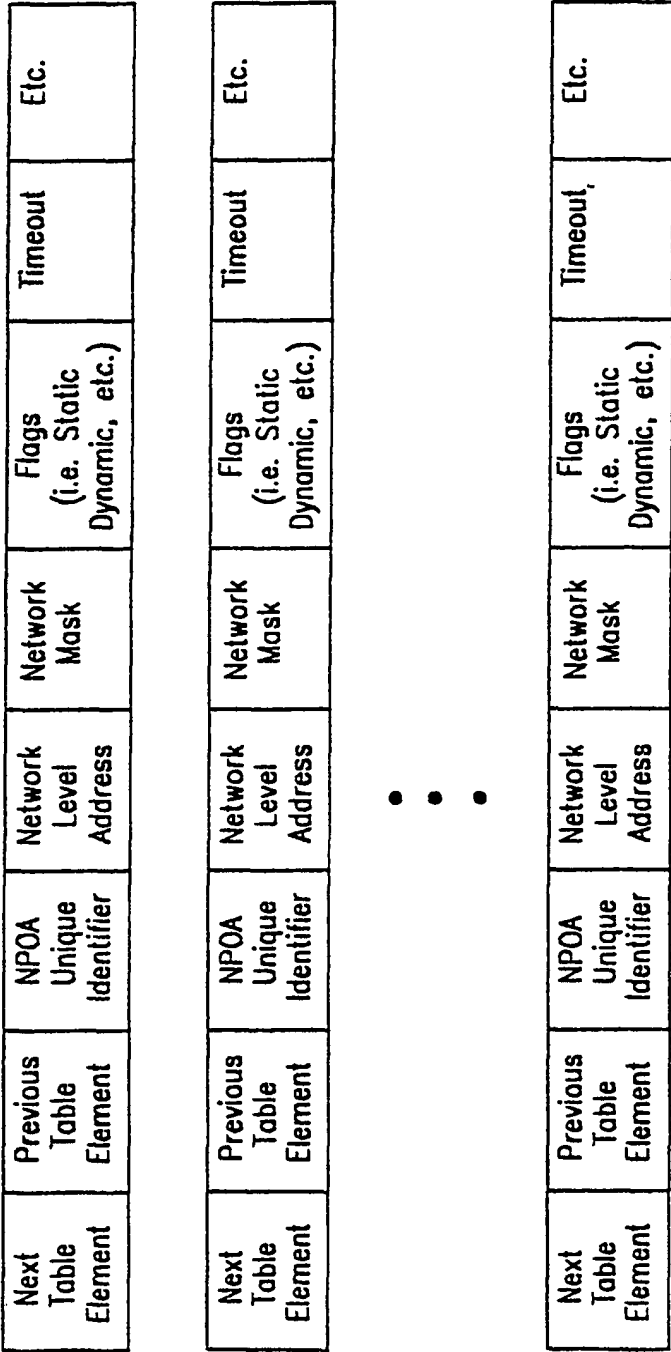 Next
Table
Element
Previous
Table
Element
NPOA
Unique
Identifier
Network
Level
Address
Network
Mask
Flags
(i.e. Static
Dynamic, etc.)
Timeout
Etc.
Next
Table
Element
Previous
Table
Element
NPOA
Unique
Identifier
Network
Level
Address
Network
Mask
Flags
(i.e. Static
Dynamic, etc.)
Timeout
Etc.
Next
Table
Element
Previous
Table
Element
NPOA
Unique
Identifier
Network
Level
Address
Network
Mask
Flags
(i.e. Static
Dynamic, etc.)
Timeout
Etc.